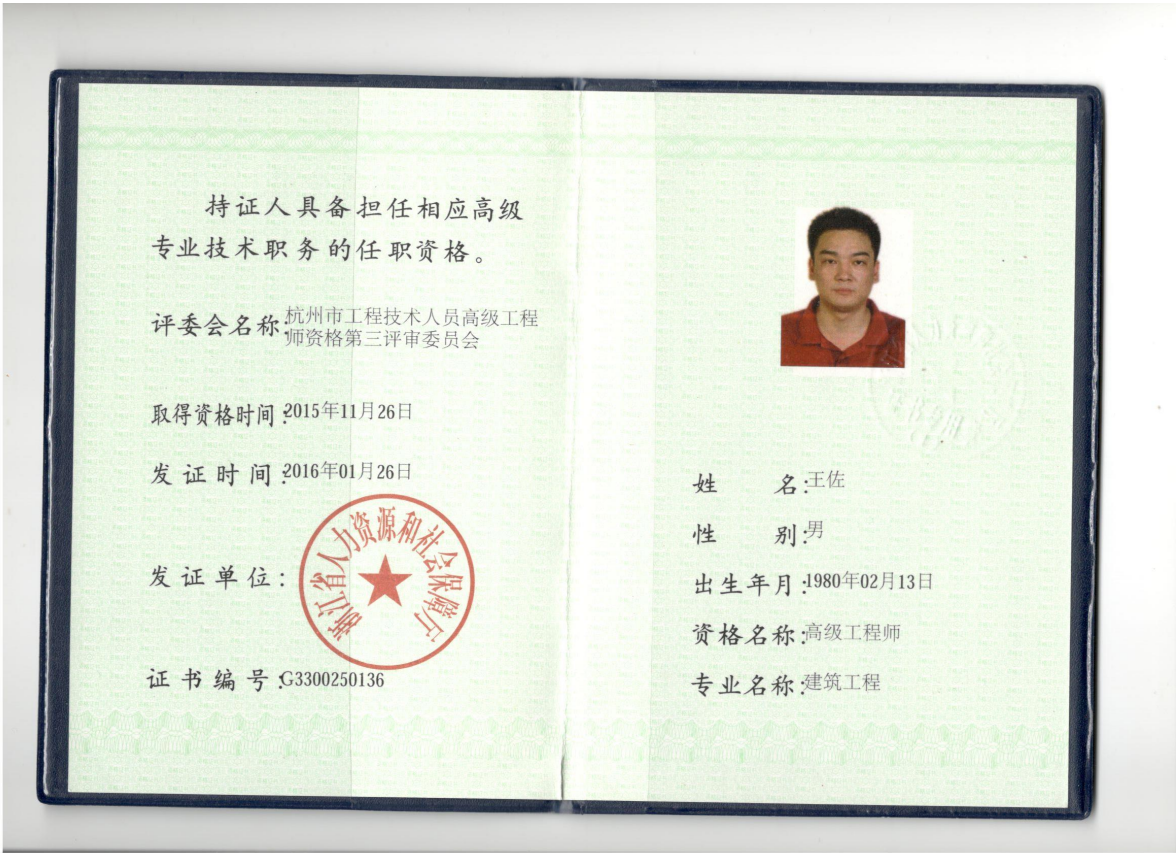 持证人具备担任相应高级
专业技术职务的任职资格。
评委会名称:杭州市工程技术人员高级工程
师资格第三评审委员会
取得资格时间:2015年11月26日
发证时间:2016年01月26日
发证单位:
浙江省人力资源和社会保障厅
证书编号:G3300250136
姓名:王佐
性别:男
出生年月:1980年02月13日
资格名称:高级工程师
专业名称:建筑工程